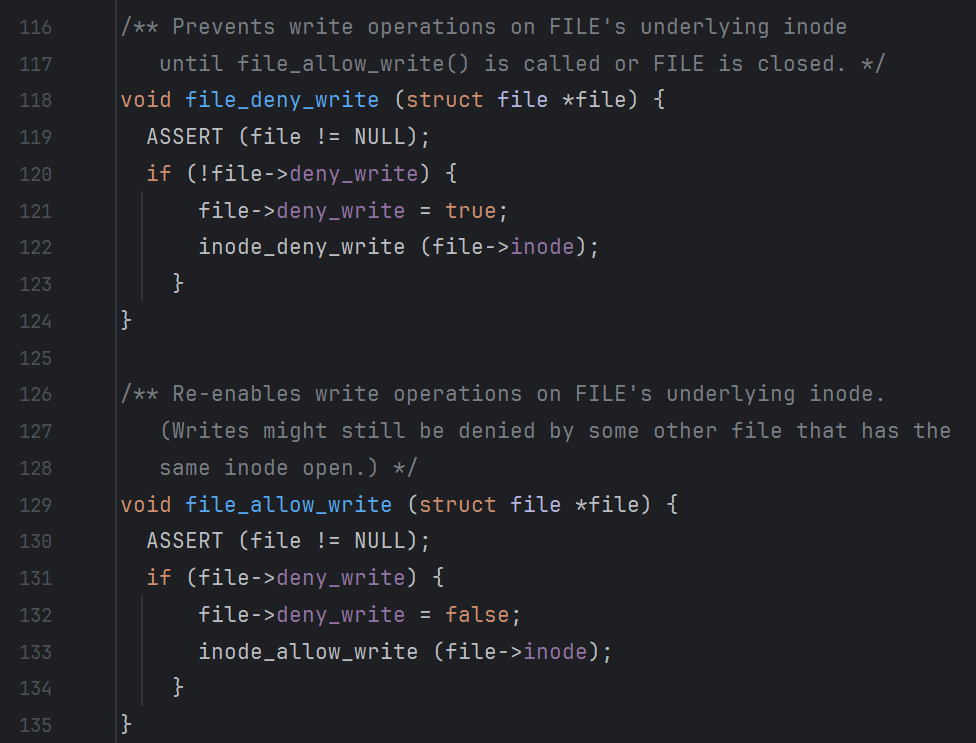 116 /** Prevents write operations on FILE's underlying inode
117 until file_allow_write() is called or FILE is closed. */
118 void file_deny_write (struct file *file) {
119 ASSERT (file != NULL);
120 if (!file->deny_write) {
121 file->deny_write = true;
122 inode_deny_write (file->inode);
123 }
124 }
125
126 /** Re-enables write operations on FILE's underlying inode.
127 (Writes might still be denied by some other file that has the
128 same inode open.) */
129 void file_allow_write (struct file *file) {
130 ASSERT (file != NULL);
131 if (file->deny_write) {
132 file->deny_write = false;
133 inode_allow_write (file->inode);
134 }
135 }